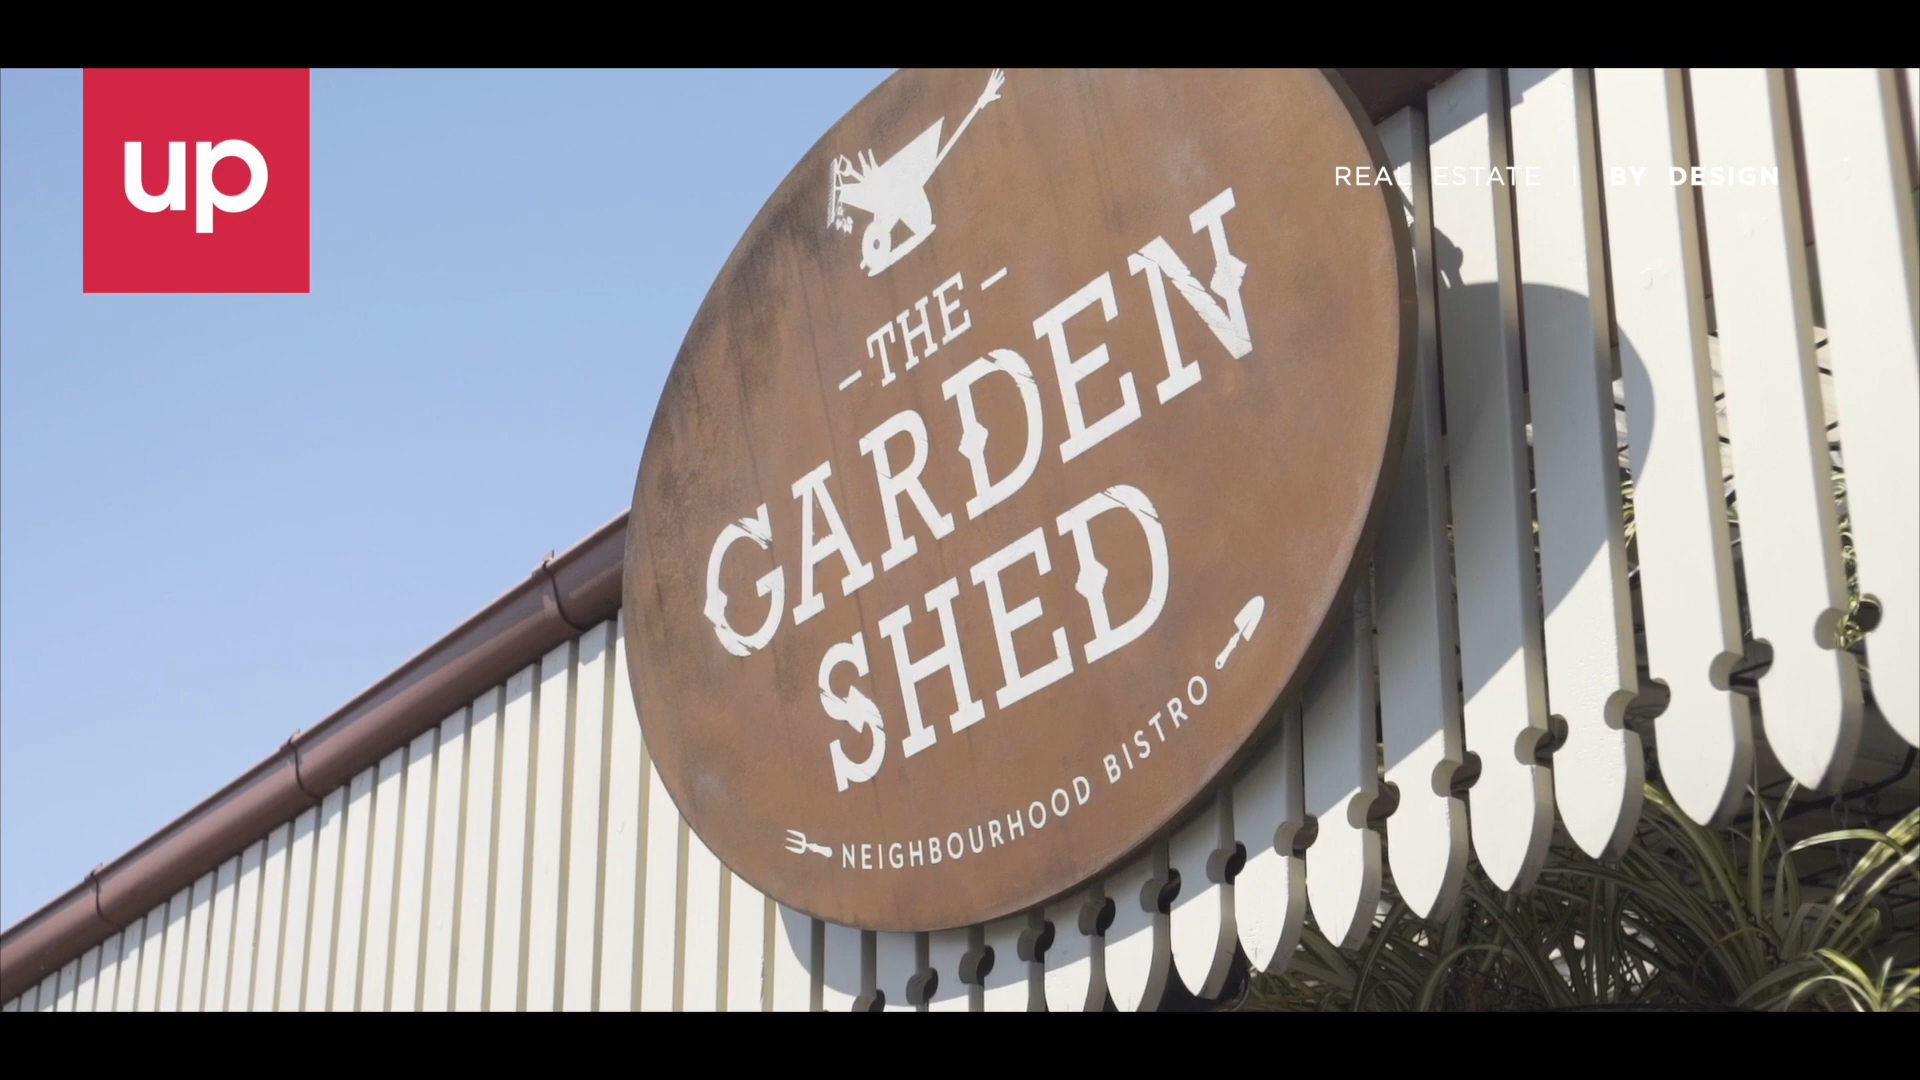 up
REAL ESTATE | BY DESIGN
-THE-
GARDEN
SHED
NEIGHBOURHOOD BISTRO